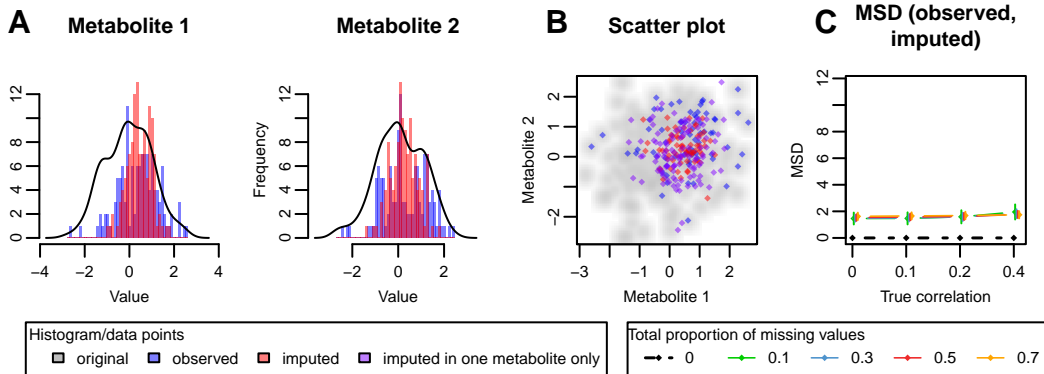 A
Metabolite 1
Metabolite 2
B
Scatter plot
C
MSD (observed,
imputed)
0
2
4
6
8
10
12
−4
−2
0
2
4
Value
Frequency
0
2
4
6
8
10
12
−4
−2
0
2
4
Value
Metabolite 2
−2
0
1
2
−3
−2
−1
0
1
2
Metabolite 1
MSD
0
2
4
6
8
12
0
0.1
0.2
0.4
True correlation
Histogram/data points
original observed imputed imputed in one metabolite only
Total proportion of missing values
0 0.1 0.3 0.5 0.7